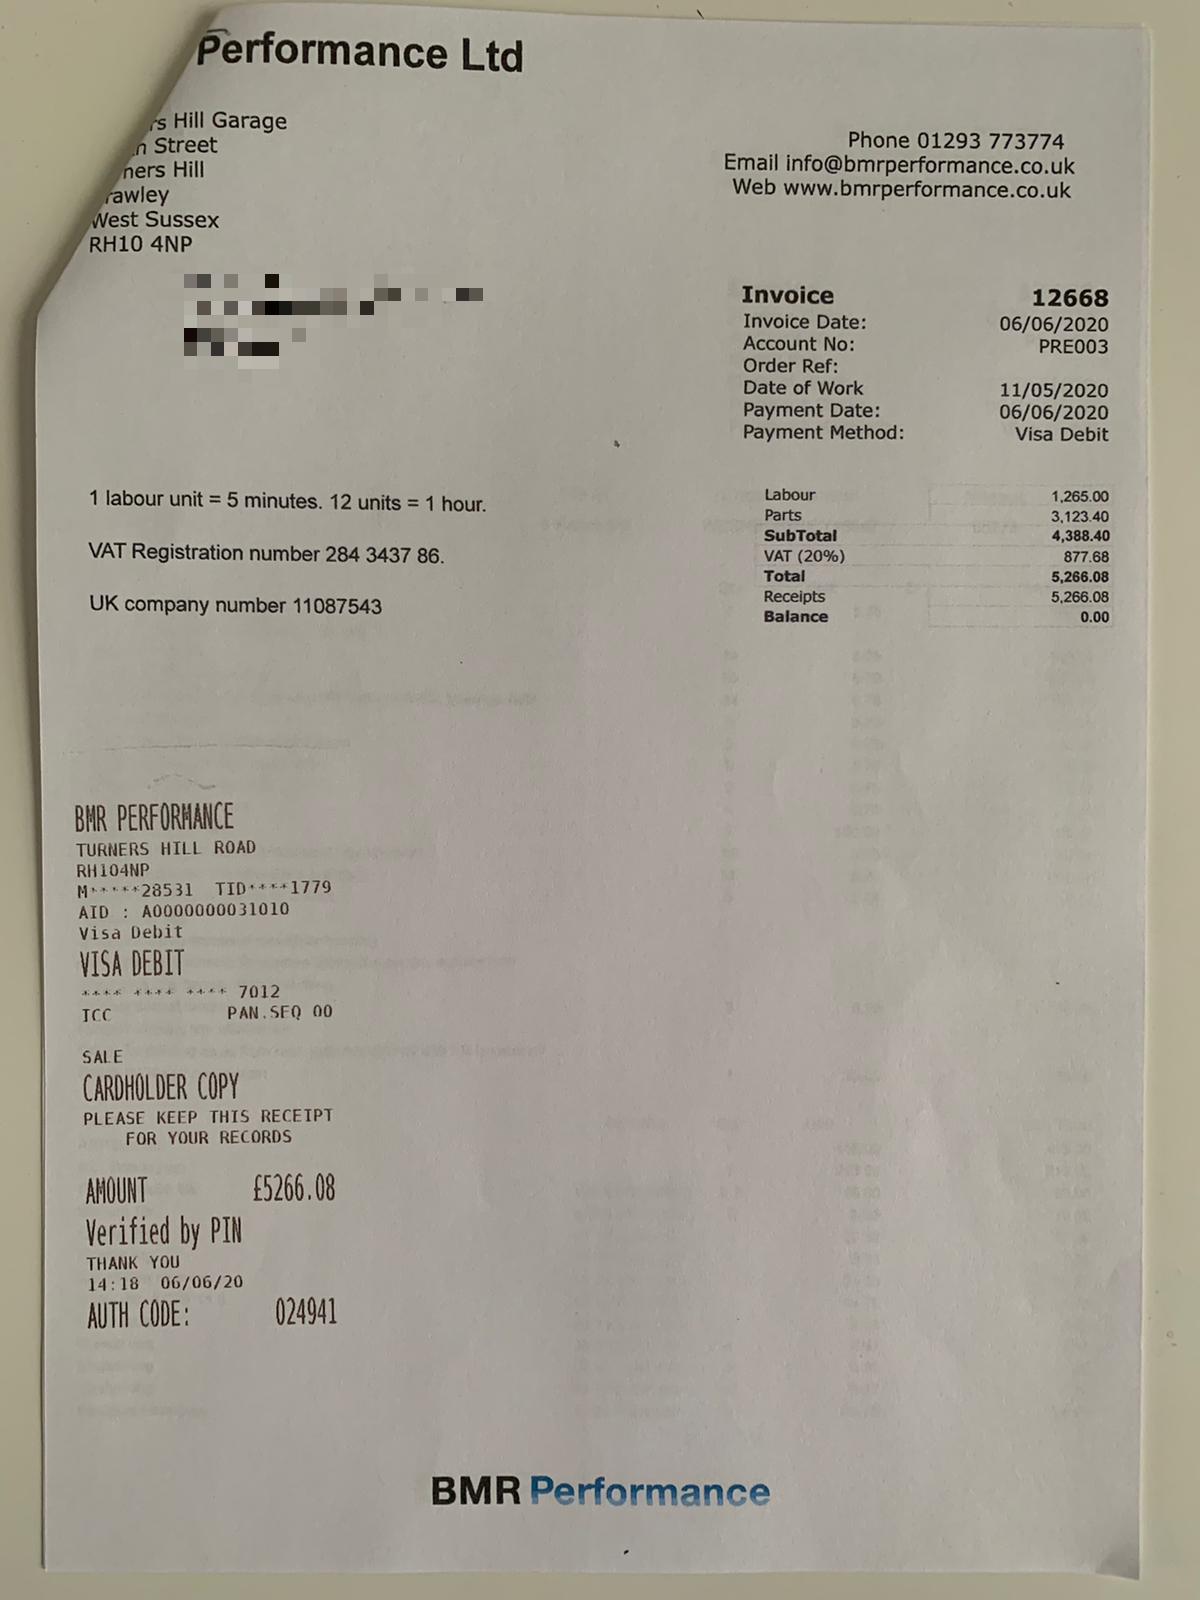 Performance Ltd
Hill Garage
Street
Hill
West Sussex
RH10 4NP
Phone 01293 773774
Email info@bmrperformance.co.uk
Web www.bmrperformance.co.uk
Invoice 12668
Invoice Date: 06/06/2020
Account No: PRE003
Order Ref:
Date of Work 11/05/2020
Payment Date: 06/06/2020
Payment Method: Visa Debit
1 labour unit = 5 minutes. 12 units = 1 hour.
VAT Registration number 284 3437 86.
UK company number 11087543
Labour 1,265.00
Parts 3,123.40
SubTotal 4,388.40
VAT (20%) 877.68
Total 5,266.08
Receipts 5,266.08
Balance 0.00
BMR PERFORMANCE
TURNERS HILL ROAD
RH104NP
M*****28531 TID****1779
AID : A0000000031010
Visa Debit
VISA DEBIT
**** **** **** 7012
ICC PAN.SEQ 00
SALE
CARDHOLDER COPY
PLEASE KEEP THIS RECEIPT
FOR YOUR RECORDS
AMOUNT £5266.08
Verified by PIN
THANK YOU
14:18 06/06/20
AUTH CODE: 024941
BMR Performance